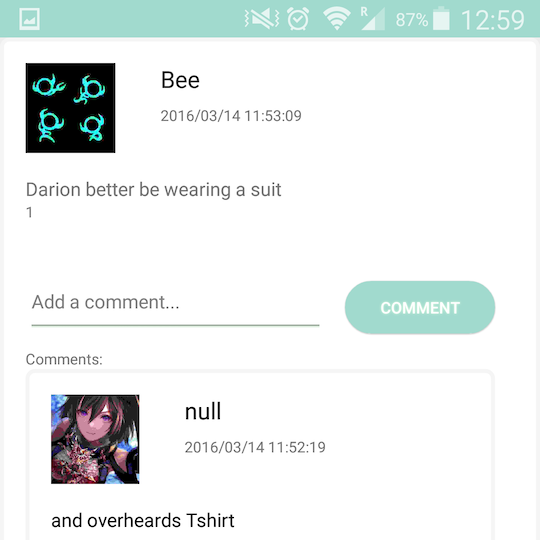 R 87% 12:59
Bee
2016/03/14 11:53:09
Darion better be wearing a suit
1
Add a comment...
COMMENT
Comments:
null
2016/03/14 11:52:19
and overheards Tshirt